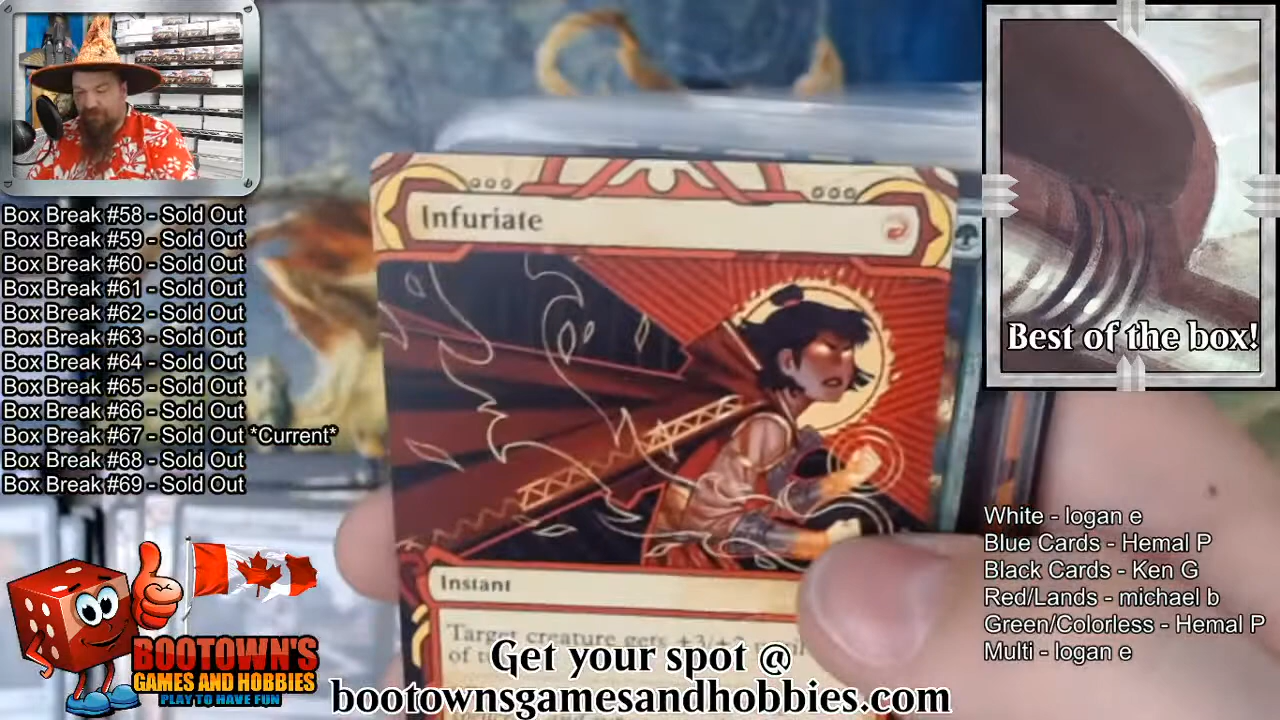 Box Break #58 - Sold Out
Box Break #59 - Sold Out
Box Break #60 - Sold Out
Box Break #61 - Sold Out
Box Break #62 - Sold Out
Box Break #63 - Sold Out
Box Break #64 - Sold Out
Box Break #65 - Sold Out
Box Break #66 - Sold Out
Box Break #67 - Sold Out *Current*
Box Break #68 - Sold Out
Box Break #69 - Sold Out
BOOTOWN'S
GAMES AND HOBBIES
PLAY TO HAVE FUN
Infuriate
Instant
Target creature gets
Get your spot @
bootownsgamesandhobbies.com
Best of the box!
White - logan e
Blue Cards - Hemal P
Black Cards - Ken G
Red/Lands - michael b
Green/Colorless - Hemal P
Multi - logan e